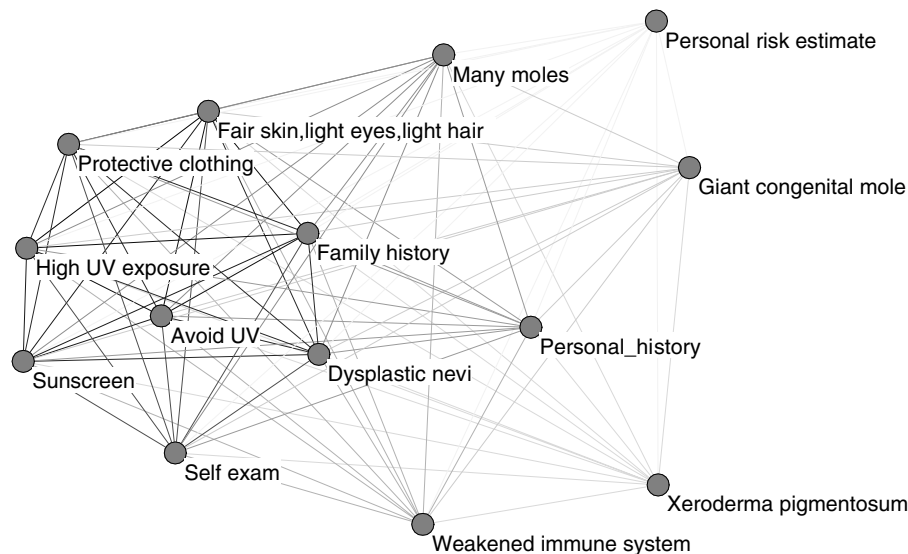 Personal risk estimate
Many moles
Fair skin,light eyes,light hair
Protective clothing
Giant congenital mole
Family history
High UV exposure
Avoid UV
Personal_history
Dysplastic nevi
Sunscreen
Self exam
Xeroderma pigmentosum
Weakened immune system